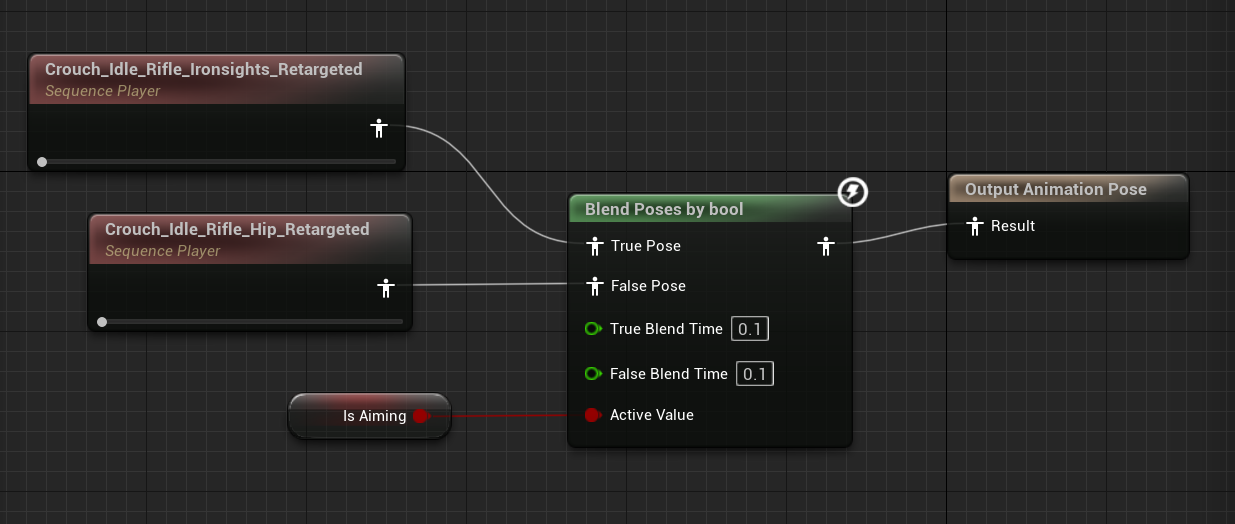 Crouch_Idle_Rifle_Ironsights_Retargeted
Sequence Player
Crouch_Idle_Rifle_Hip_Retargeted
Sequence Player
Is Aiming
Blend Poses by bool
True Pose
False Pose
True Blend Time 0.1
False Blend Time 0.1
Active Value
Output Animation Pose
Result